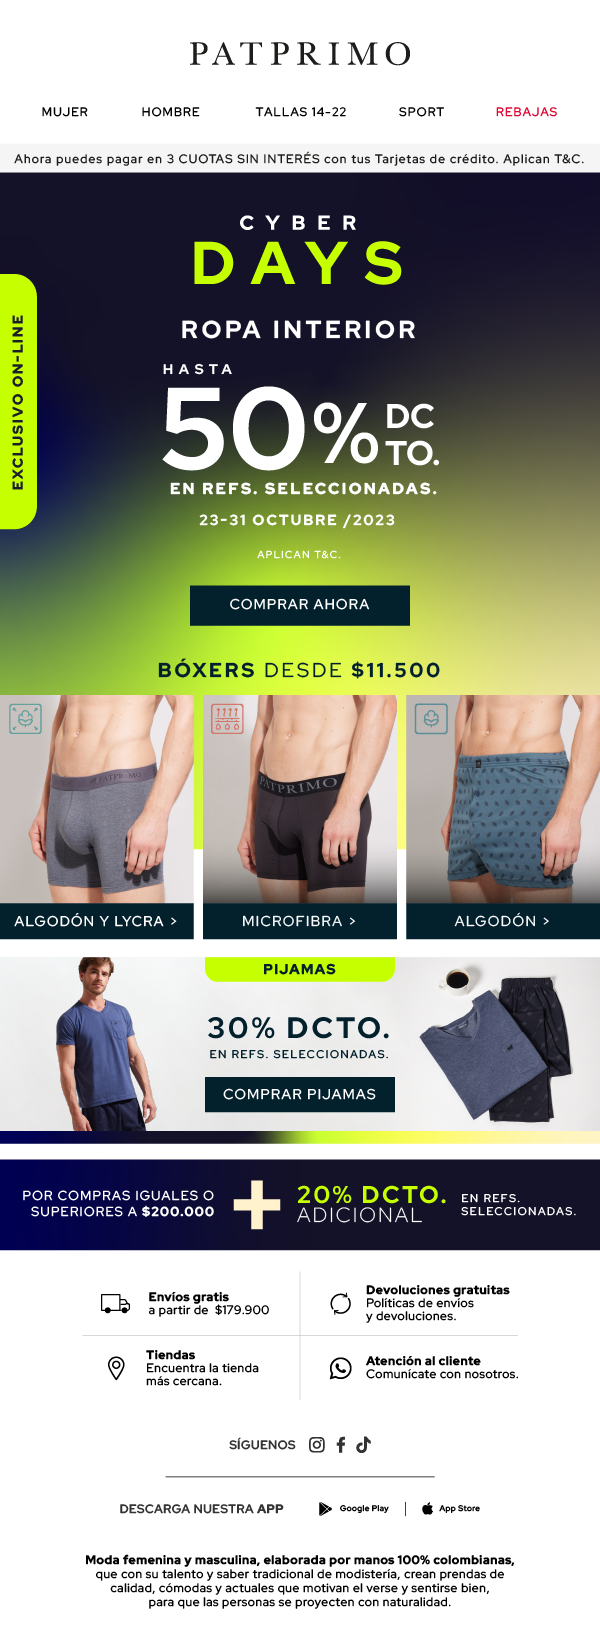 PATPRIMO
MUJER HOMBRE TALLAS 14-22 SPORT REBAJAS
Ahora puedes pagar en 3 CUOTAS SIN INTERÉS con tus Tarjetas de crédito. Aplican T&C.
CYBER
DAYS
EXCLUSIVO ON-LINE
ROPA INTERIOR
HASTA
50% DC
TO.
EN REFS. SELECCIONADAS.
23-31 OCTUBRE /2023
APLICAN T&C.
COMPRAR AHORA
BÓXERS DESDE $11.500
PATPRIMO
PATPRIMO
ALGODÓN Y LYCRA >
MICROFIBRA >
ALGODÓN >
PIJAMAS
30% DCTO.
EN REFS. SELECCIONADAS.
COMPRAR PIJAMAS
POR COMPRAS IGUALES O
SUPERIORES A $200.000
+
20% DCTO.
ADICIONAL
EN REFS.
SELECCIONADAS.
Envíos gratis
a partir de $179.900
Devoluciones gratuitas
Políticas de envíos
y devoluciones.
Tiendas
Encuentra la tienda
más cercana.
Atención al cliente
Comunícate con nosotros.
SÍGUENOS
DESCARGA NUESTRA APP
Google Play | App Store
Moda femenina y masculina, elaborada por manos 100% colombianas,
que con su talento y saber tradicional de modistería, crean prendas de
calidad, cómodas y actuales que motivan el verse y sentirse bien,
para que las personas se proyecten con naturalidad.